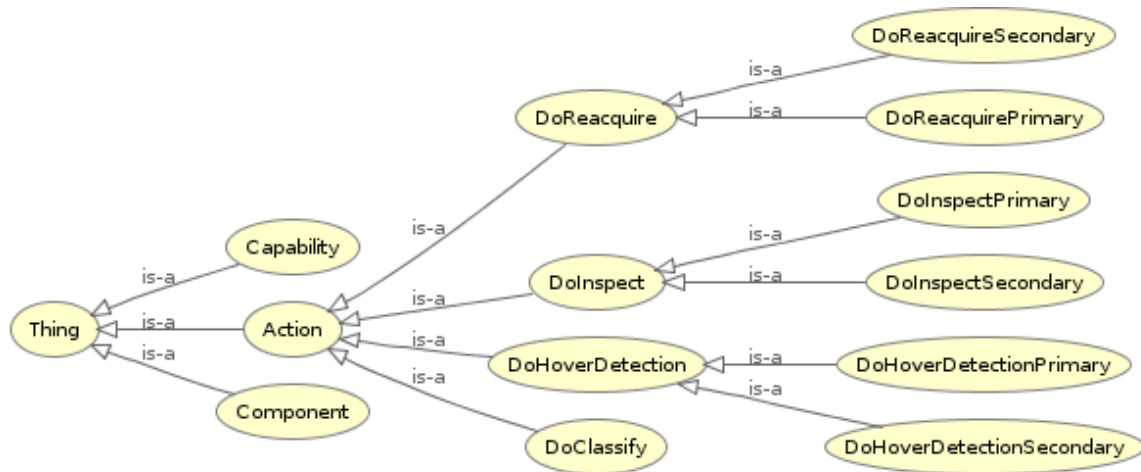 DoReacquireSecondary
is-a
DoReacquire
is-a
DoReacquirePrimary
DoInspectPrimary
is-a
is-a
Capability
is-a
DoInspect
is-a
DoInspectSecondary
is-a
Thing
is-a
Action
is-a
is-a
DoHoverDetection
is-a
DoHoverDetectionPrimary
is-a
is-a
Component
DoClassify
DoHoverDetectionSecondary